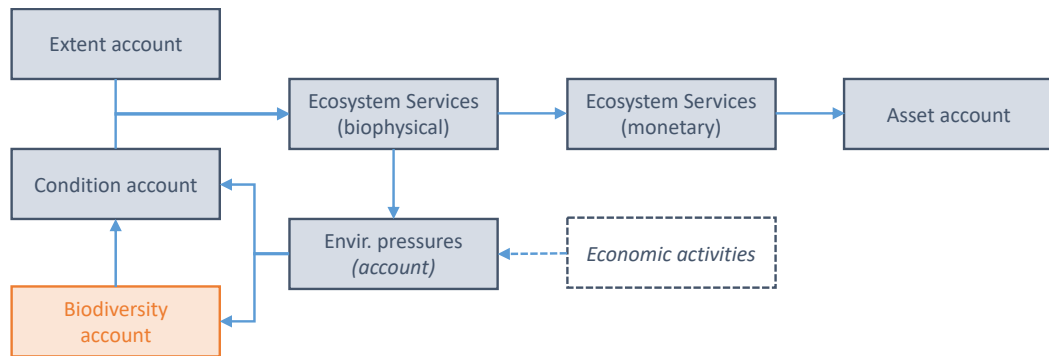 Extent account
Ecosystem Services
(biophysical)
Ecosystem Services
(monetary)
Asset account
Condition account
Envir. pressures
(account)
Economic activities
Biodiversity
account